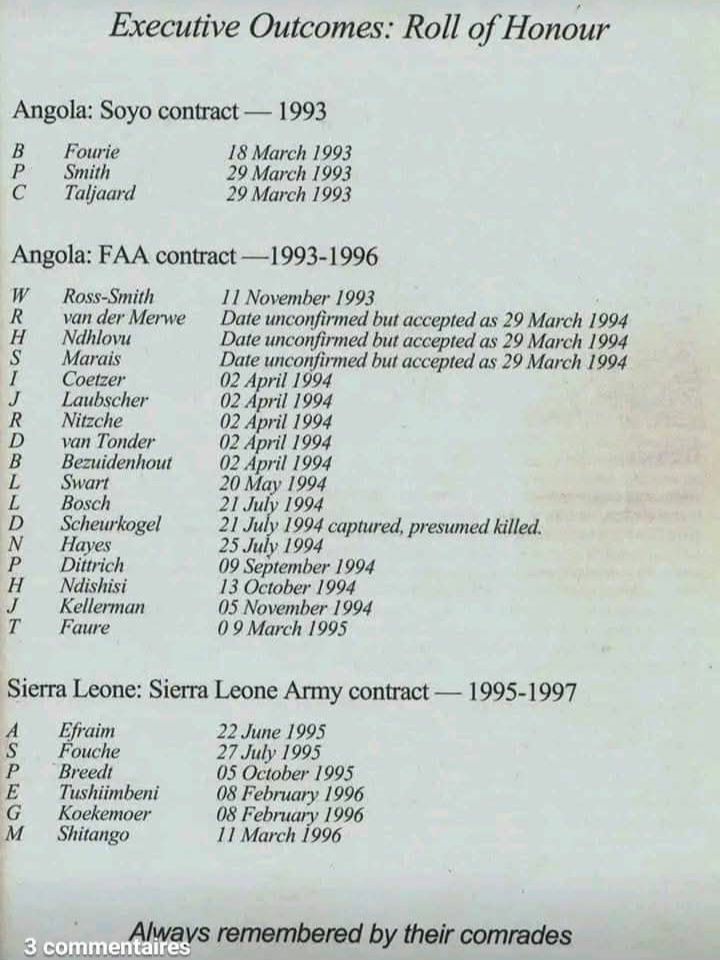 Executive Outcomes: Roll of Honour
Angola: Soyo contract — 1993
B Fourie 18 March 1993
P Smith 29 March 1993
C Taljaard 29 March 1993
Angola: FAA contract —1993-1996
W Ross-Smith 11 November 1993
R van der Merwe Date unconfirmed but accepted as 29 March 1994
H Ndhlovu Date unconfirmed but accepted as 29 March 1994
S Marais Date unconfirmed but accepted as 29 March 1994
I Coetzer 02 April 1994
J Laubscher 02 April 1994
R Nitzche 02 April 1994
D van Tonder 02 April 1994
B Bezuidenhout 02 April 1994
L Swart 20 May 1994
L Bosch 21 July 1994
D Scheurkogel 21 July 1994 captured, presumed killed.
N Hayes 25 July 1994
P Dittrich 09 September 1994
H Ndishisi 13 October 1994
J Kellerman 05 November 1994
T Faure 0 9 March 1995
Sierra Leone: Sierra Leone Army contract — 1995-1997
A Efraim 22 June 1995
S Fouche 27 July 1995
P Breedt 05 October 1995
E Tushiimbeni 08 February 1996
G Koekemoer 08 February 1996
M Shitango 11 March 1996
Always remembered by their comrades
3 commentaires